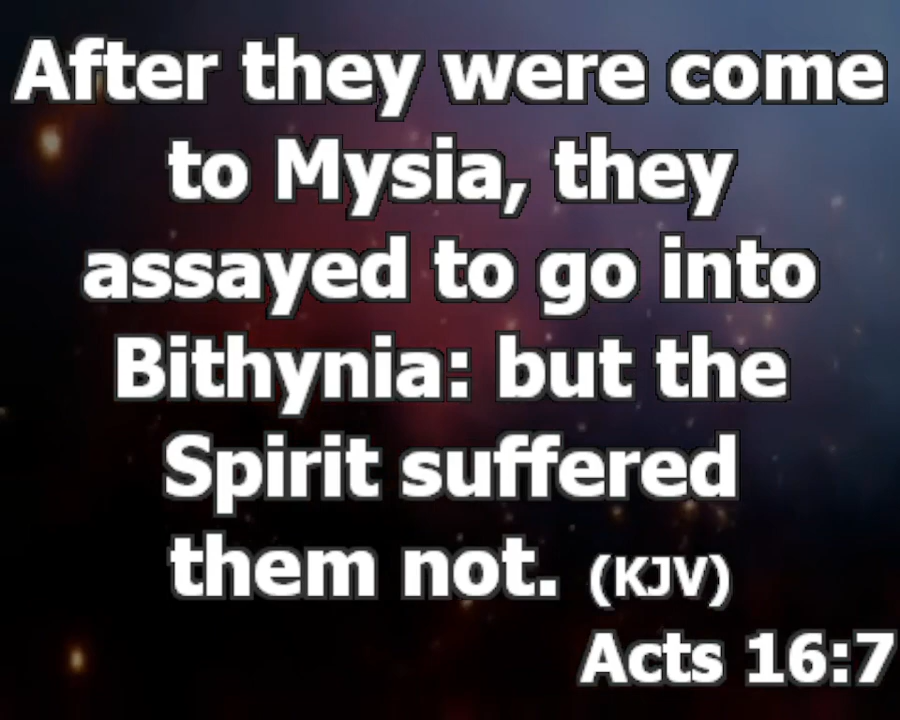 After they were come
to Mysia, they
assayed to go into
Bithynia: but the
Spirit suffered
them not. (KJV)
Acts 16:7